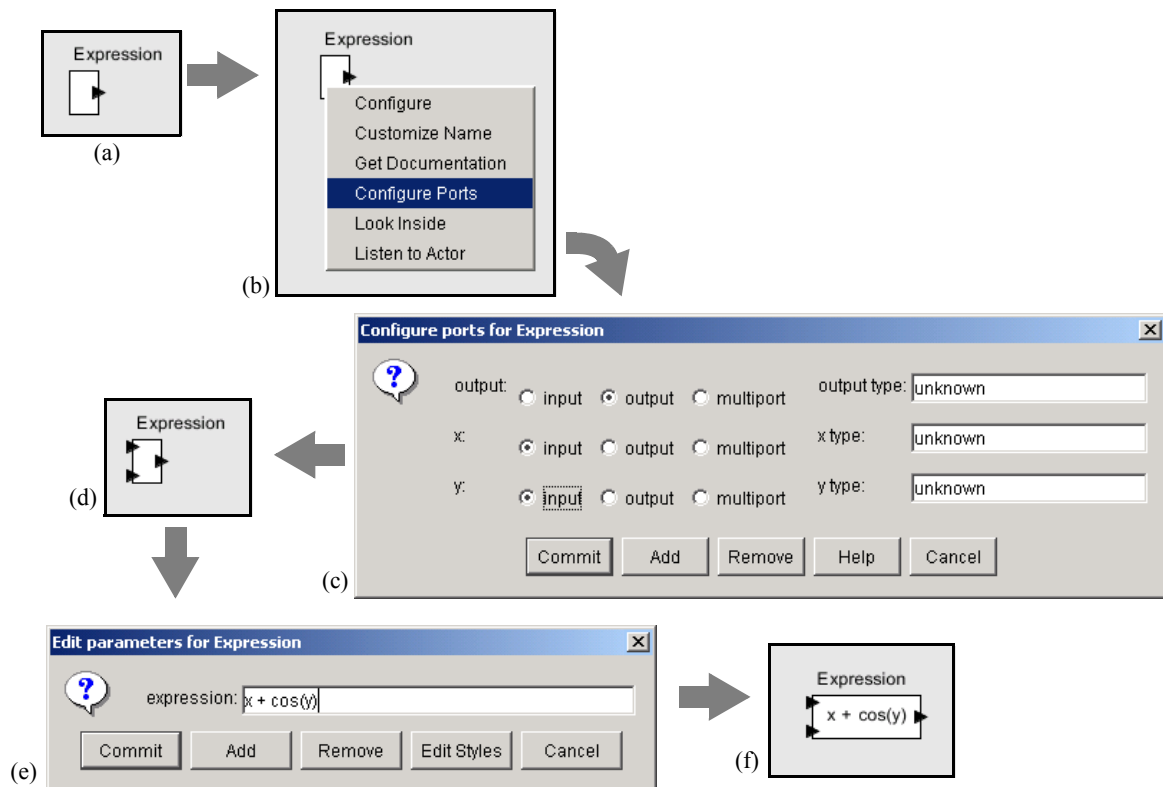 Expression
(a)
Expression
Configure
Customize Name
Get Documentation
Configure Ports
Look Inside
Listen to Actor
(b)
Configure ports for Expression
output: input output multiport output type: unknown
x: input output multiport x type: unknown
y: input output multiport y type: unknown
Commit Add Remove Help Cancel
(c)
Expression
(d)
Edit parameters for Expression
expression: x + cos(y)
Commit Add Remove Edit Styles Cancel
(e)
Expression
x + cos(y)
(f)